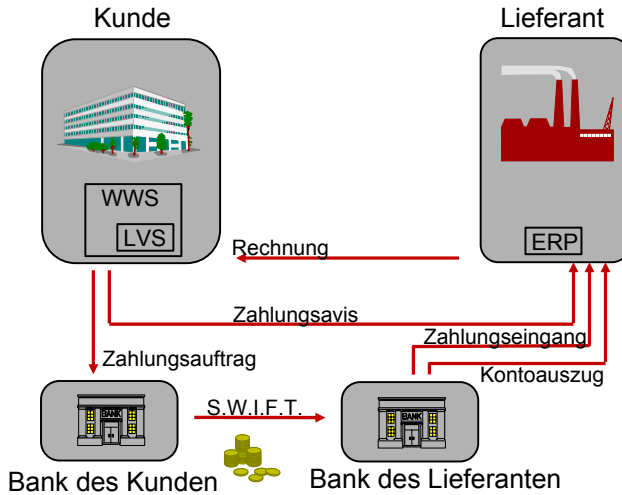 Kunde
Lieferant
WWS
LVS
ERP
Rechnung
Zahlungsavis
Zahlungseingang
Zahlungsauftrag
Kontoauszug
S.W.I.F.T.
BANK
BANK
Bank des Kunden
Bank des Lieferanten